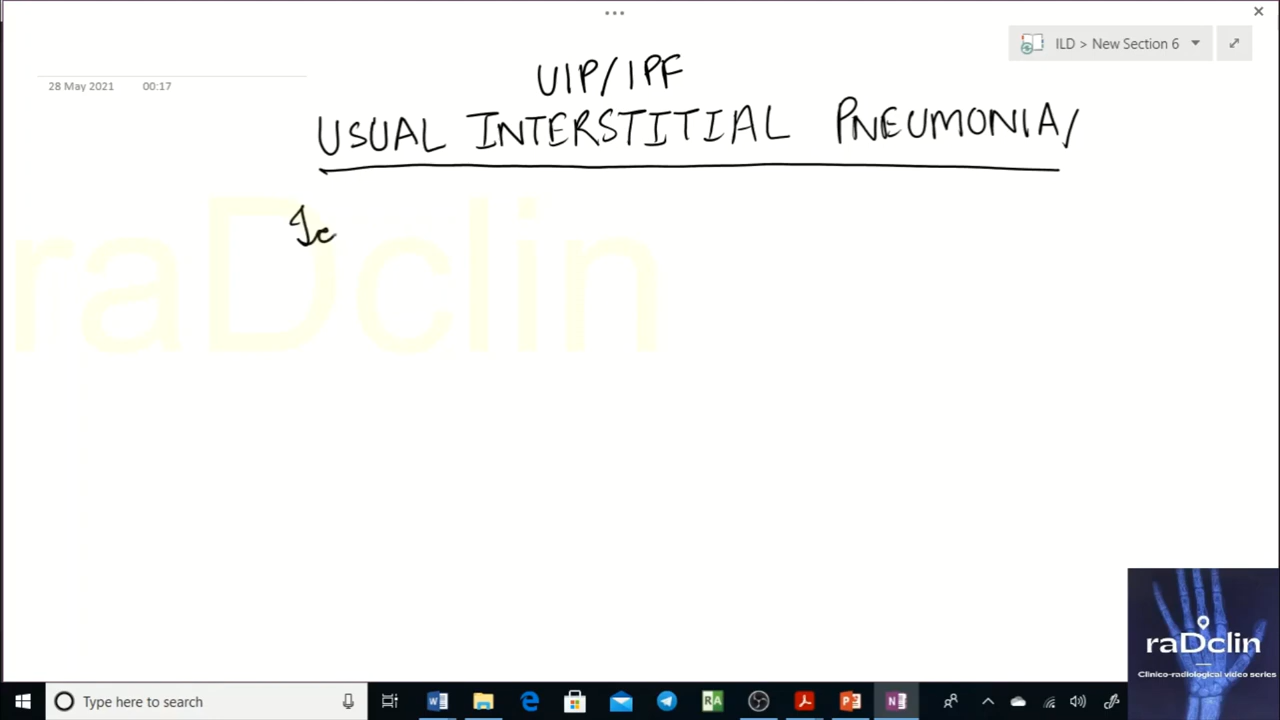 ILD > New Section 6
28 May 2021 00:17
UIP/IPF
USUAL INTERSTITIAL PNEUMONIA/
raDclin
raDclin
Clinico-radiological video series
Type here to search